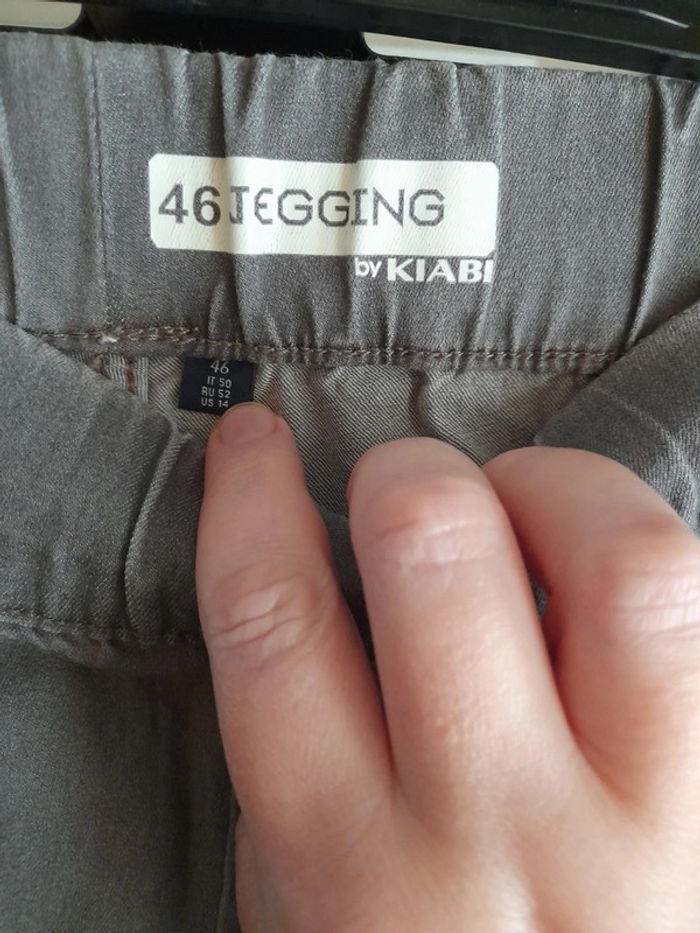 46 JEGGING
by KIABI
46
IT 50
RU 52
US 14